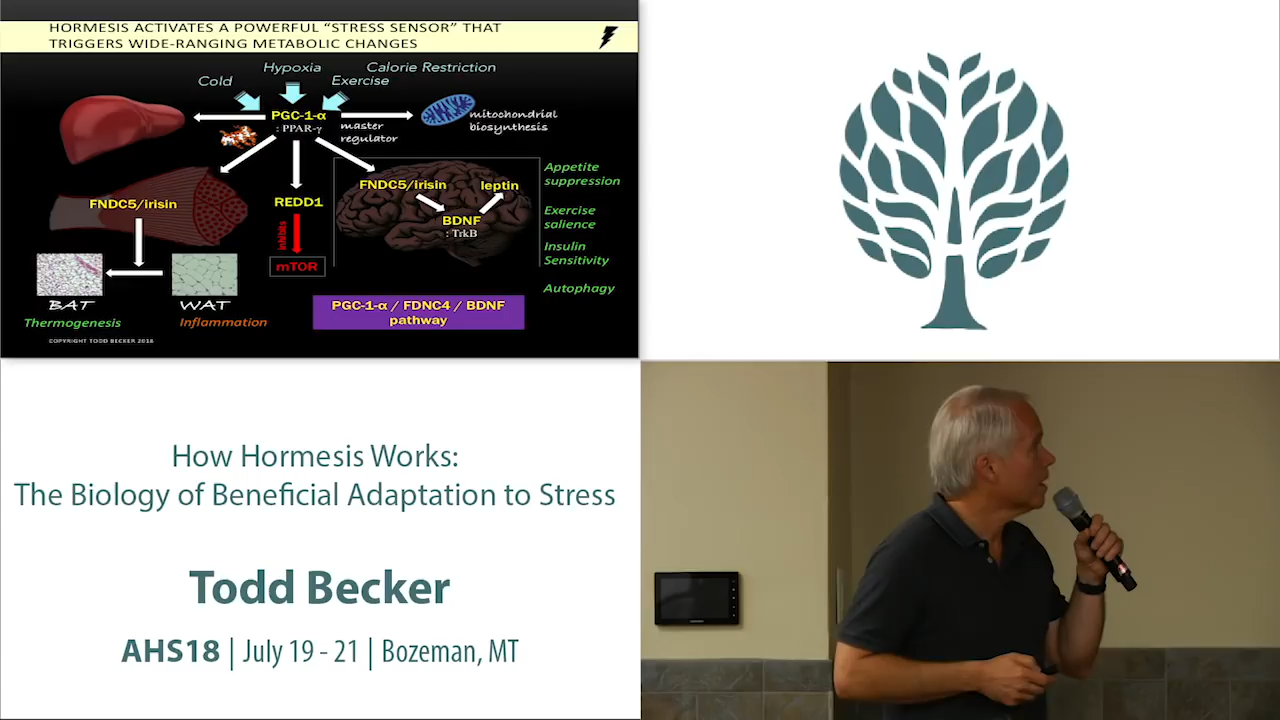 HORMESIS ACTIVATES A POWERFUL “STRESS SENSOR” THAT
TRIGGERS WIDE-RANGING METABOLIC CHANGES
Hypoxia
Calorie Restriction
Cold
Exercise
PGC-1-α
: PPAR-γ
master
regulator
mitochondrial
biosynthesis
FNDC5/irisin
REDD1
inhibits
mTOR
FNDC5/irisin
leptin
BDNF
: TrkB
Appetite
suppression
Exercise
salience
Insulin
Sensitivity
Autophagy
BAT
WAT
Thermogenesis
Inflammation
PGC-1-α / FDNC4 / BDNF
pathway
COPYRIGHT TODD BECKER 2018
How Hormesis Works:
The Biology of Beneficial Adaptation to Stress
Todd Becker
AHS18 | July 19 - 21 | Bozeman, MT